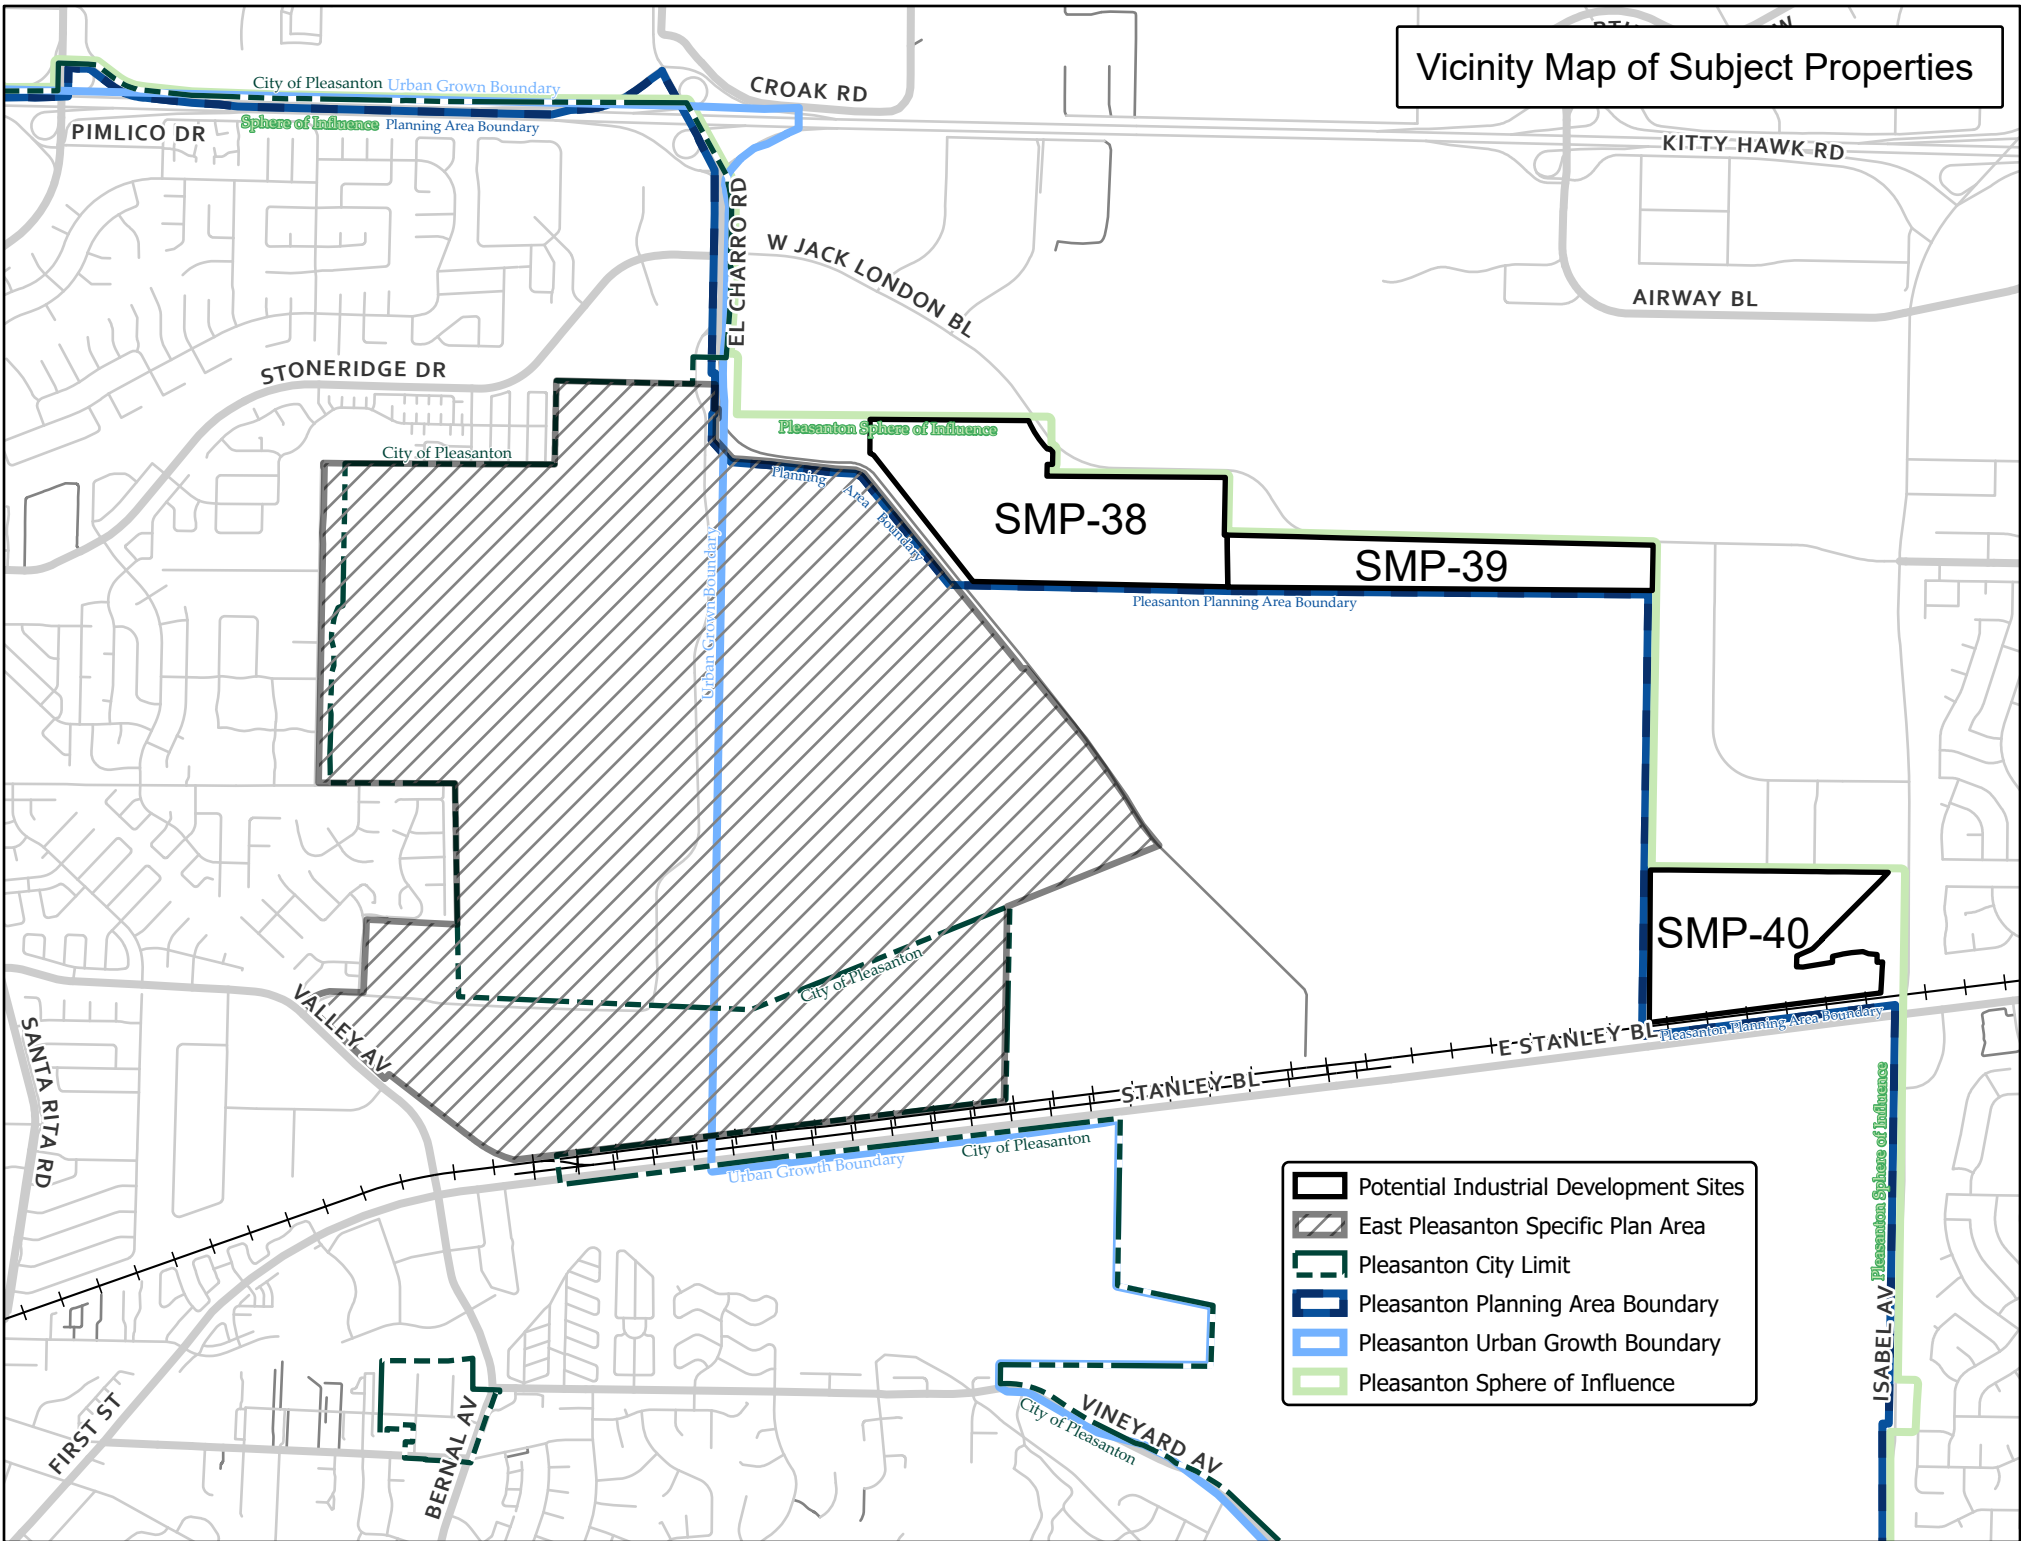 Vicinity Map of Subject Properties
City of Pleasanton
Urban Grown Boundary
CROAK RD
Sphere of Influence
Planning Area Boundary
PIMLICO DR
KITTY HAWK RD
EL CHARRO RD
W JACK LONDON BL
AIRWAY BL
STONERIDGE DR
Pleasanton Sphere of Influence
City of Pleasanton
Planning Area Boundary
SMP-38
SMP-39
Urban Grown Boundary
Pleasanton Planning Area Boundary
SMP-40
City of Pleasanton
VALLEY AV
SANTA RITA RD
E STANLEY BL
Pleasanton Planning Area Boundary
STANLEY BL
City of Pleasanton
Urban Growth Boundary
Pleasanton Sphere of Influence
Potential Industrial Development Sites
East Pleasanton Specific Plan Area
Pleasanton City Limit
Pleasanton Planning Area Boundary
Pleasanton Urban Growth Boundary
Pleasanton Sphere of Influence
ISABEL AV
FIRST ST
BERNAL AV
VINEYARD AV
City of Pleasanton